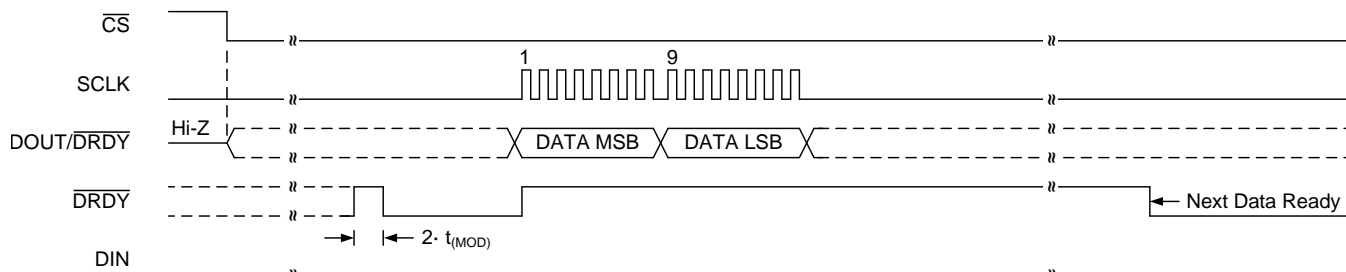 CS
1 9
SCLK
Hi-Z
DOUT/DRDY DATA MSB DATA LSB
DRDY Next Data Ready
2· t(MOD)
DIN